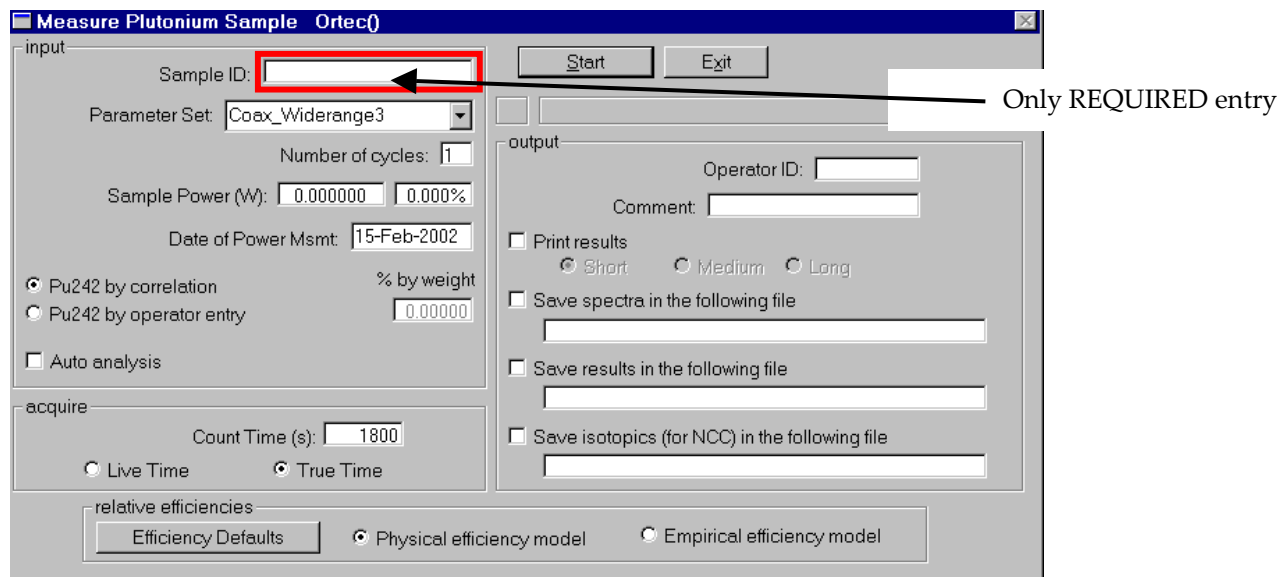 Measure Plutonium Sample Ortec()
input
Sample ID:
Parameter Set: Coax_Widerange3
Number of cycles: 1
Sample Power (W): 0.000000 0.000%
Date of Power Msmt: 15-Feb-2002
Pu242 by correlation
% by weight
Pu242 by operator entry
0.00000
Auto analysis
acquire
Count Time (s): 1800
Live Time True Time
Start Exit
Only REQUIRED entry
output
Operator ID:
Comment:
Print results
Short Medium Long
Save spectra in the following file
Save results in the following file
Save isotopics (for NCC) in the following file
relative efficiencies
Efficiency Defaults Physical efficiency model Empirical efficiency model